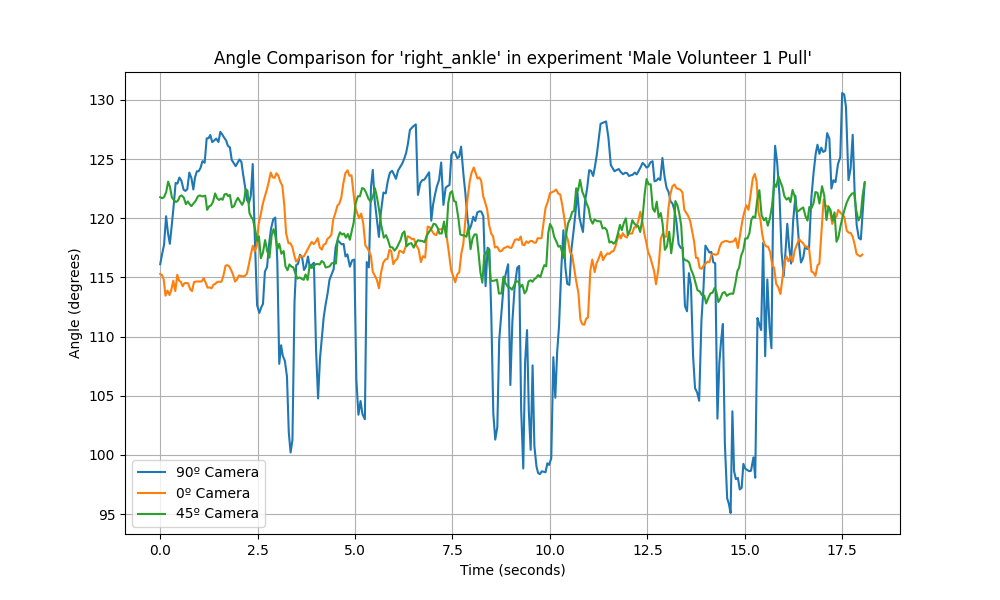 Angle Comparison for 'right_ankle' in experiment 'Male Volunteer 1 Pull'
Angle (degrees)
130
125
120
115
110
105
100
95
90º Camera
0º Camera
45º Camera
0.0 2.5 5.0 7.5 10.0 12.5 15.0 17.5
Time (seconds)